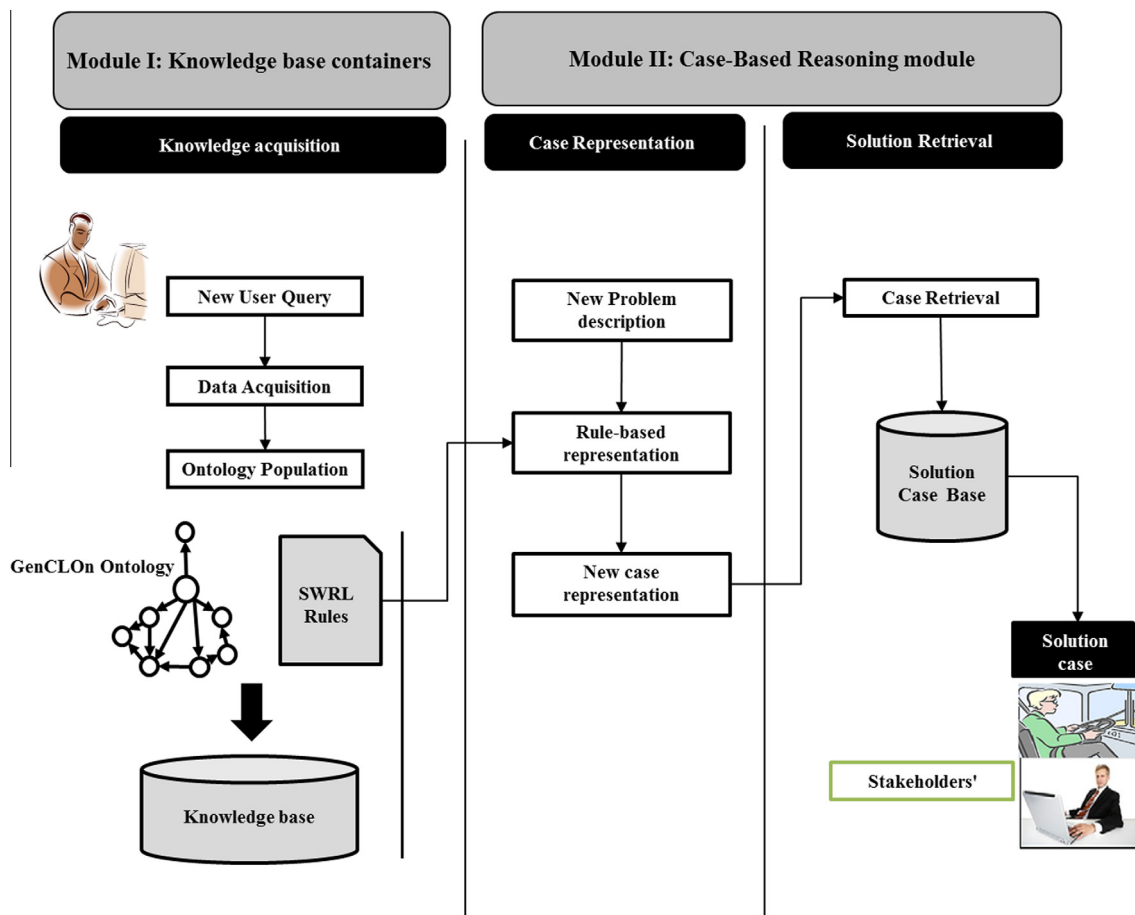 Module I: Knowledge base containers
Module II: Case-Based Reasoning module
Knowledge acquisition
Case Representation
Solution Retrieval
New User Query
Data Acquisition
Ontology Population
GenCLOn Ontology
SWRL
Rules
Knowledge base
New Problem
description
Rule-based
representation
New case
representation
Case Retrieval
Solution
Case Base
Solution
case
Stakeholders'